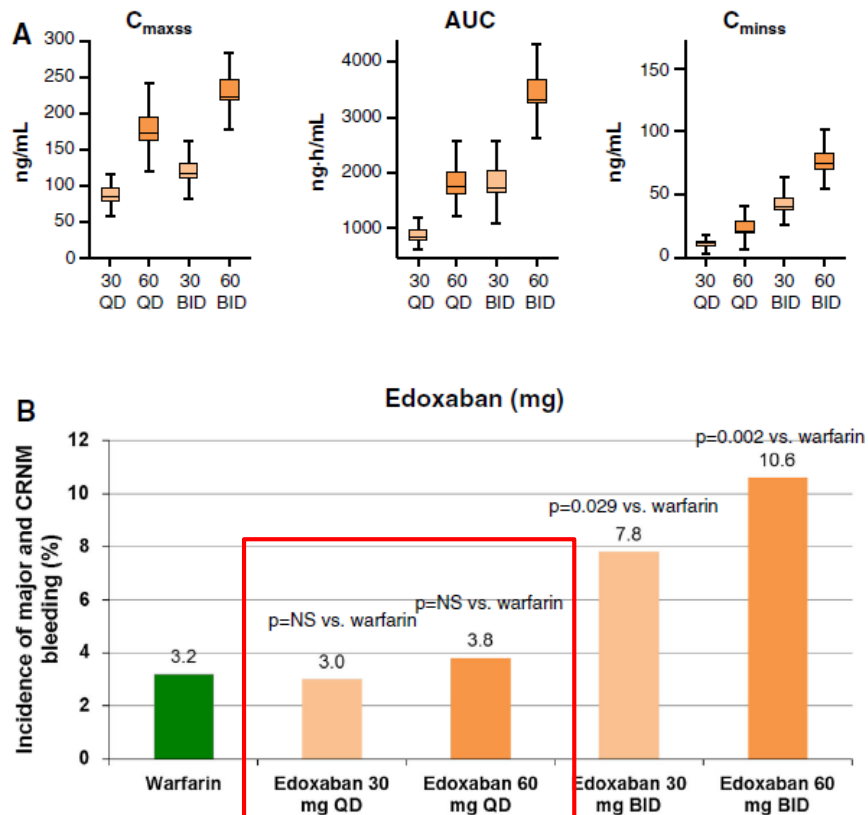 A
C_maxss
AUC
C_minss
ng/mL
300
250
200
150
100
50
0
30 60 30 60
QD QD BID BID
ng·h/mL
4000
3000
2000
1000
30 60 30 60
QD QD BID BID
ng/mL
150
100
50
0
30 60 30 60
QD QD BID BID
Edoxaban (mg)
B
Incidence of major and CRNM
bleeding (%)
12
10
8
6
4
2
0
p=0.002 vs. warfarin
10.6
p=0.029 vs. warfarin
7.8
p=NS vs. warfarin
3.8
p=NS vs. warfarin
3.0
3.2
Warfarin
Edoxaban 30
mg QD
Edoxaban 60
mg QD
Edoxaban 30
mg BID
Edoxaban 60
mg BID